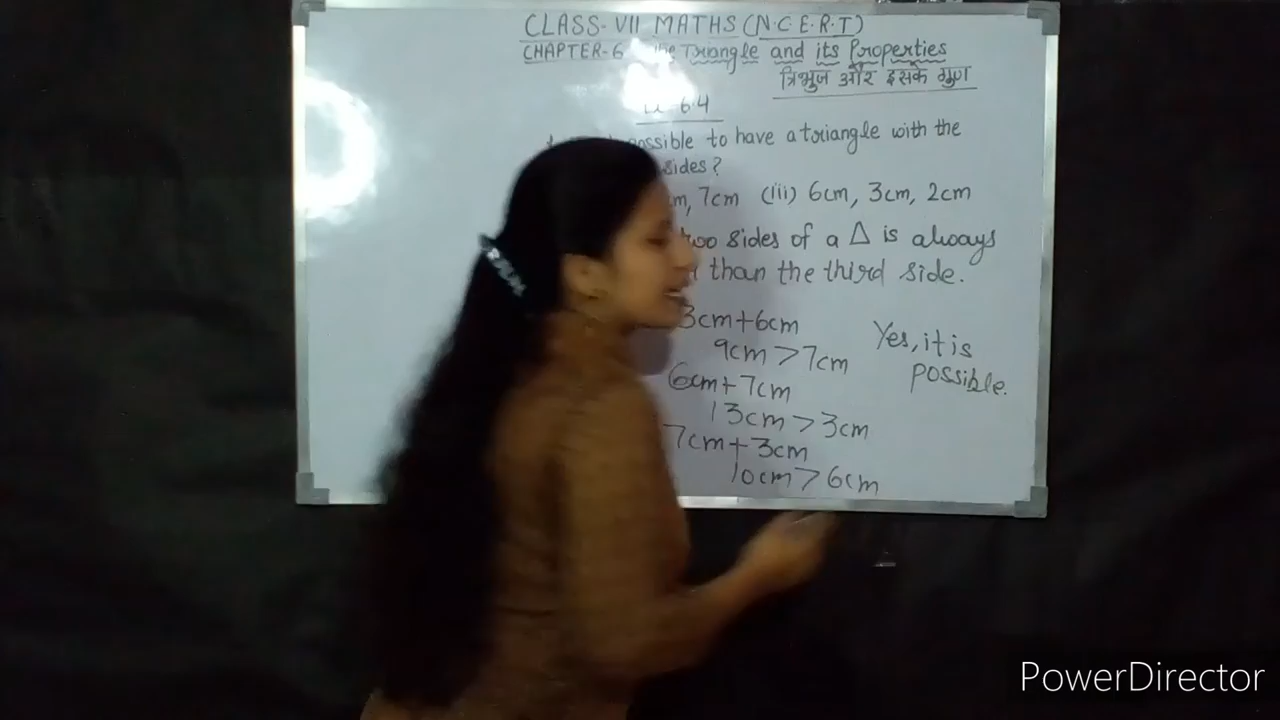 CLASS-VII MATHS (N.C.E.R.T)
CHAPTER-6 Triangle and its Properties
त्रिभुज और इसके गुण
6.4
possible to have a triangle with the
sides?
7cm (iii) 6cm, 3cm, 2cm
sides of a Δ is always
than the third side.
3cm+6cm
9cm > 7cm
Yes, it is
possible.
6cm+7cm
13cm > 3cm
7cm+3cm
10cm > 6cm
PowerDirector